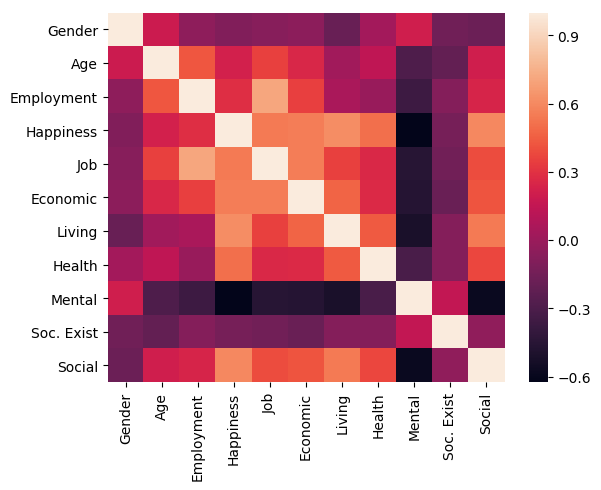 Gender
Age
Employment
Happiness
Job
Economic
Living
Health
Mental
Soc. Exist
Social
Gender
Age
Employment
Happiness
Job
Economic
Living
Health
Mental
Soc. Exist
Social
0.9
0.6
0.3
0.0
−0.3
−0.6